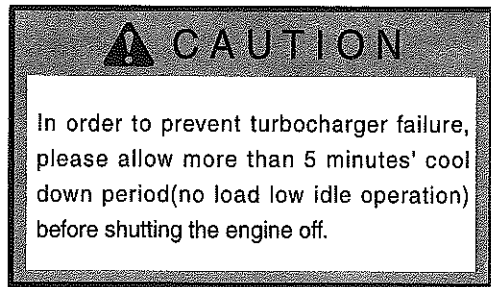 CAUTION
In order to prevent turbocharger failure,
please allow more than 5 minutes' cool
down period(no load low idle operation)
before shutting the engine off.